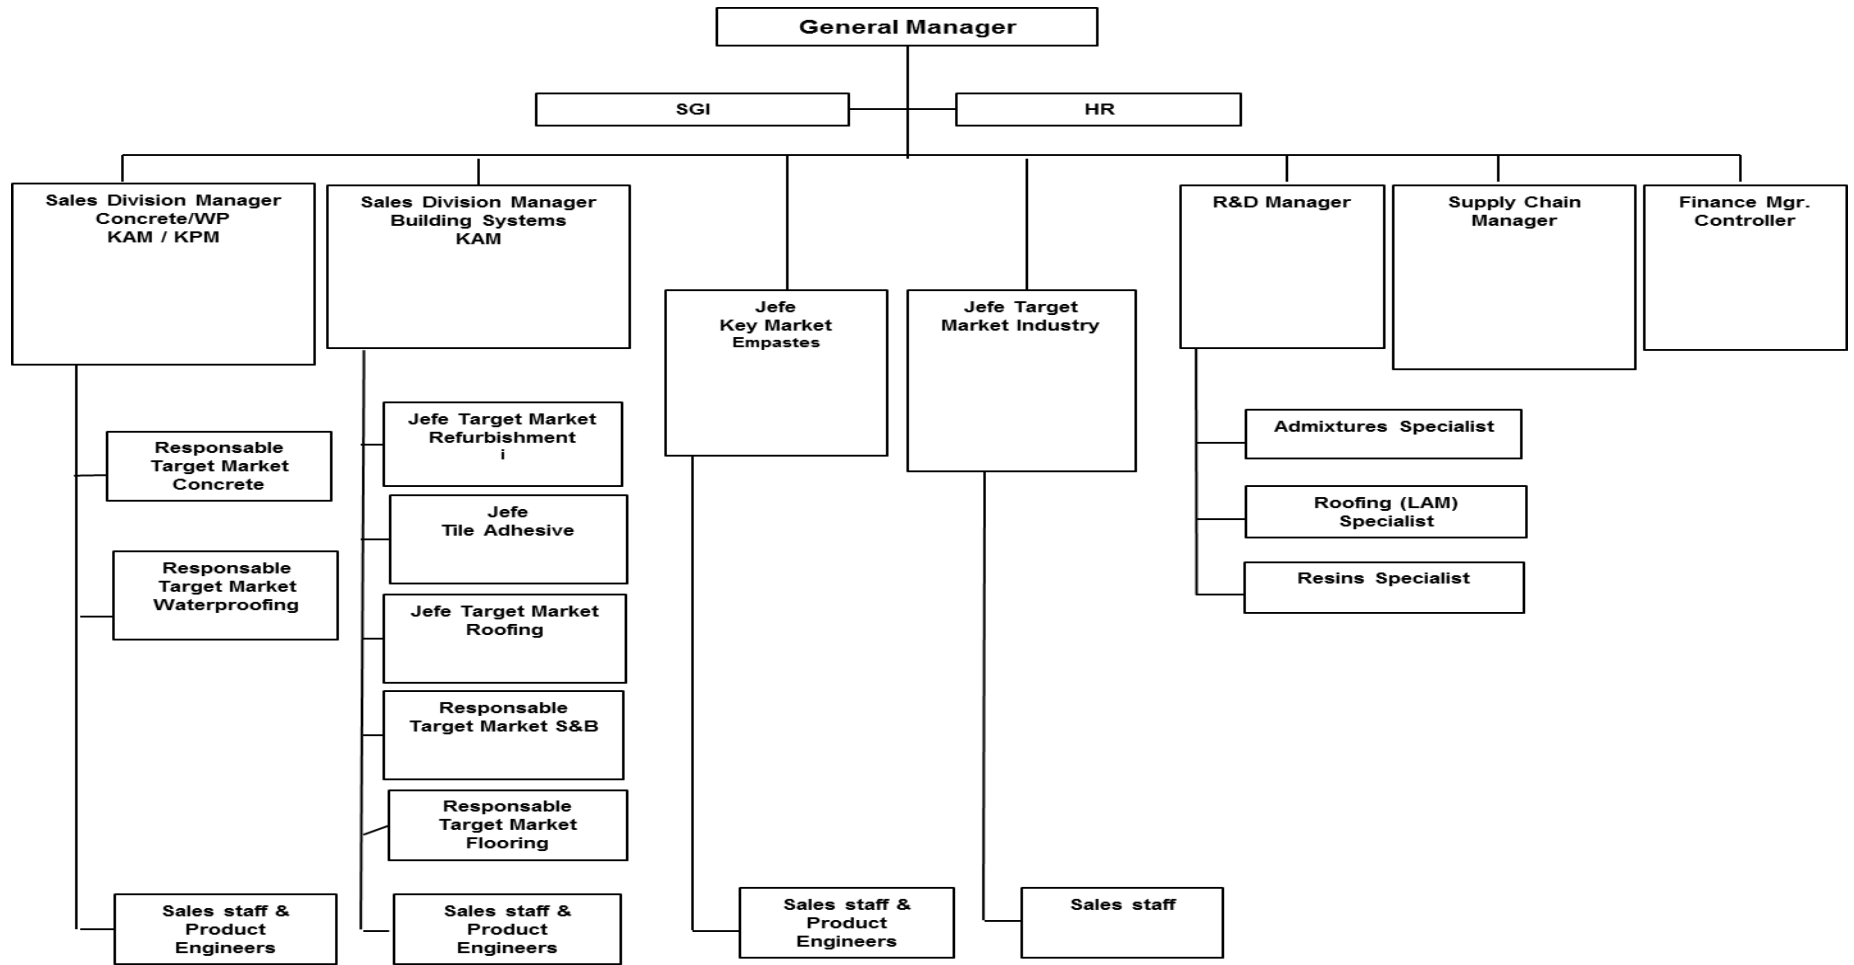 General Manager
SGI
HR
Sales Division Manager
Concrete/WP
KAM / KPM
Sales Division Manager
Building Systems
KAM
Jefe
Key Market
Empastes
Jefe Target
Market Industry
R&D Manager
Supply Chain
Manager
Finance Mgr.
Controller
Responsable
Target Market
Concrete
Responsable
Target Market
Waterproofing
Sales staff &
Product
Engineers
Jefe Target Market
Refurbishment
i
Jefe
Tile Adhesive
Jefe Target Market
Roofing
Responsable
Target Market S&B
Responsable
Target Market
Flooring
Sales staff &
Product
Engineers
Sales staff &
Product
Engineers
Sales staff
Admixtures Specialist
Roofing (LAM)
Specialist
Resins Specialist